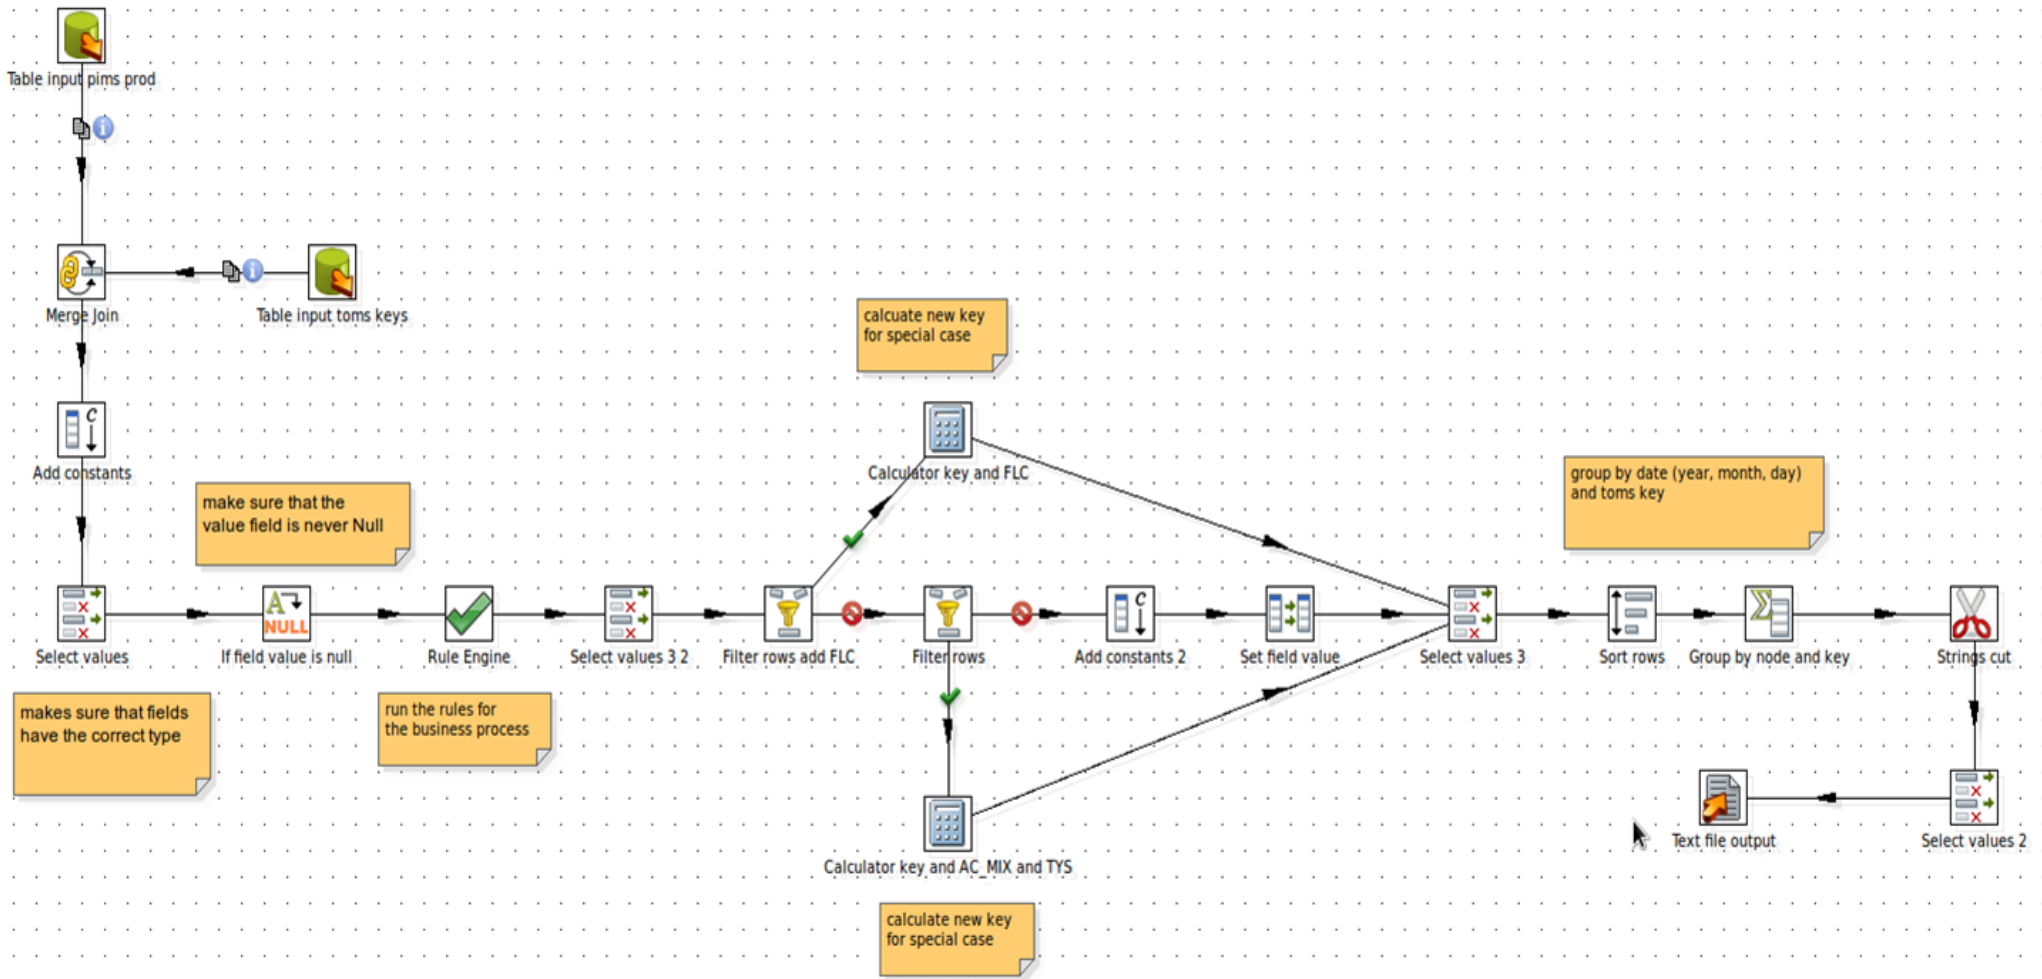 Table input pims prod
Merge Join
Table input toms keys
calcuate new key
for special case
C
Add constants
Calculator key and FLC
group by date (year, month, day)
and toms key
make sure that the
value field is never Null
A
NULL
C
Select values
If field value is null
Rule Engine
Select values 3 2
Filter rows add FLC
Filter rows
Add constants 2
Set field value
Select values 3
Sort rows
Group by node and key
Strings cut
makes sure that fields
have the correct type
run the rules for
the business process
Text file output
Select values 2
Calculator key and AC_MIX and TYS
calculate new key
for special case